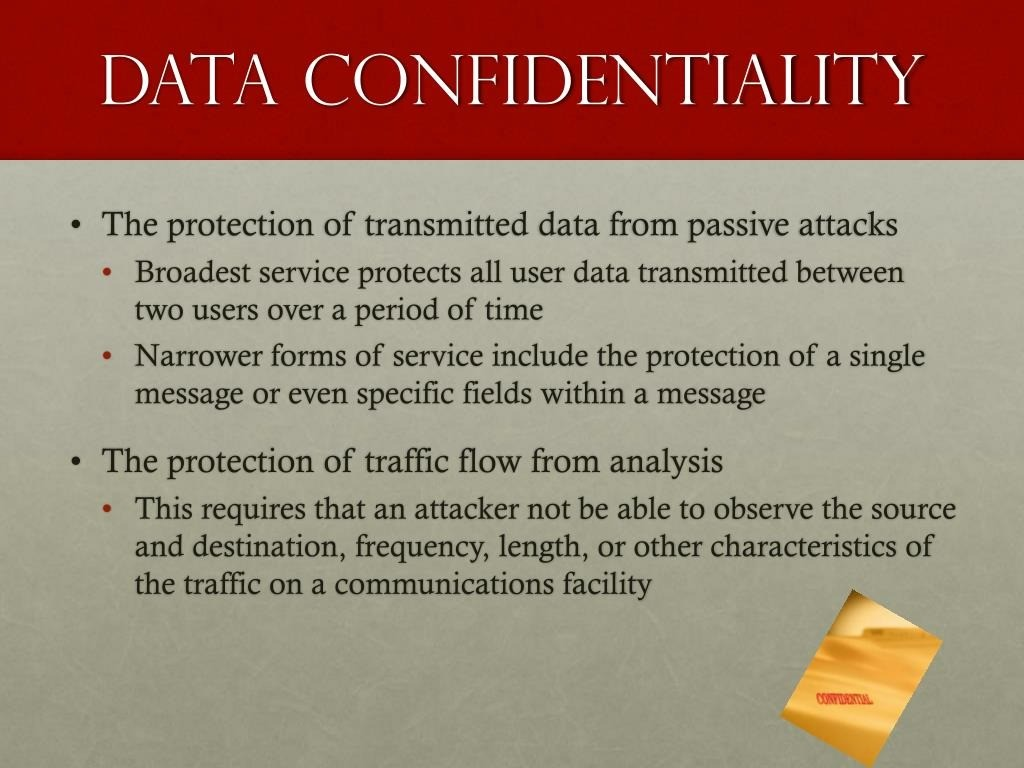 DATA CONFIDENTIALITY
• The protection of transmitted data from passive attacks
• Broadest service protects all user data transmitted between
two users over a period of time
• Narrower forms of service include the protection of a single
message or even specific fields within a message
• The protection of traffic flow from analysis
• This requires that an attacker not be able to observe the source
and destination, frequency, length, or other characteristics of
the traffic on a communications facility
CONFIDENTIAL